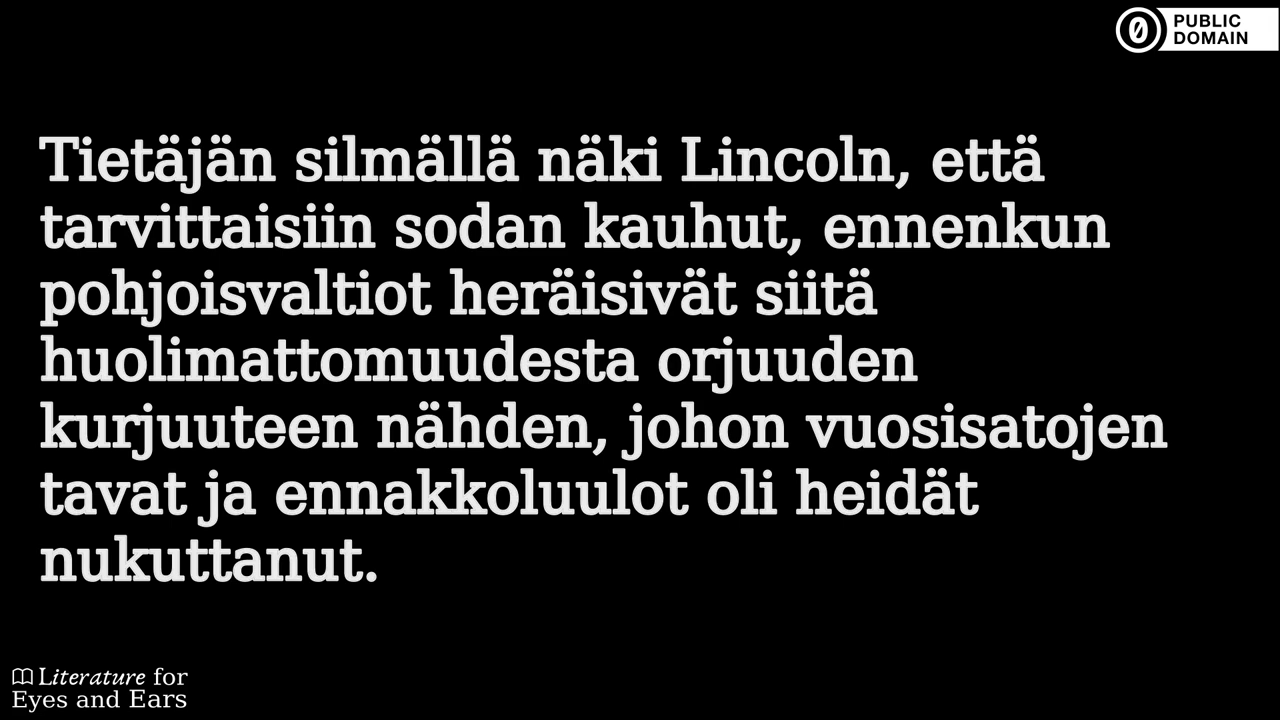 PUBLIC
DOMAIN
Tietäjän silmällä näki Lincoln, että
tarvittaisiin sodan kauhut, ennenkun
pohjoisvaltiot heräisivät siitä
huolimattomuudesta orjuuden
kurjuuteen nähden, johon vuosisatojen
tavat ja ennakkoluulot oli heidät
nukuttanut.
Literature for
Eyes and Ears